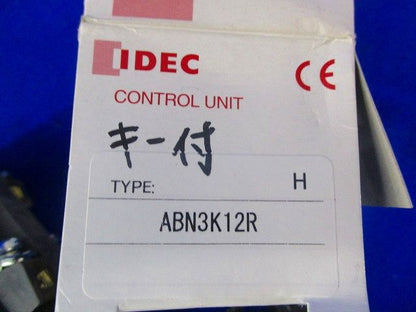 IDEC
CE
CONTROL UNIT
キー付
TYPE: H
ABN3K12R